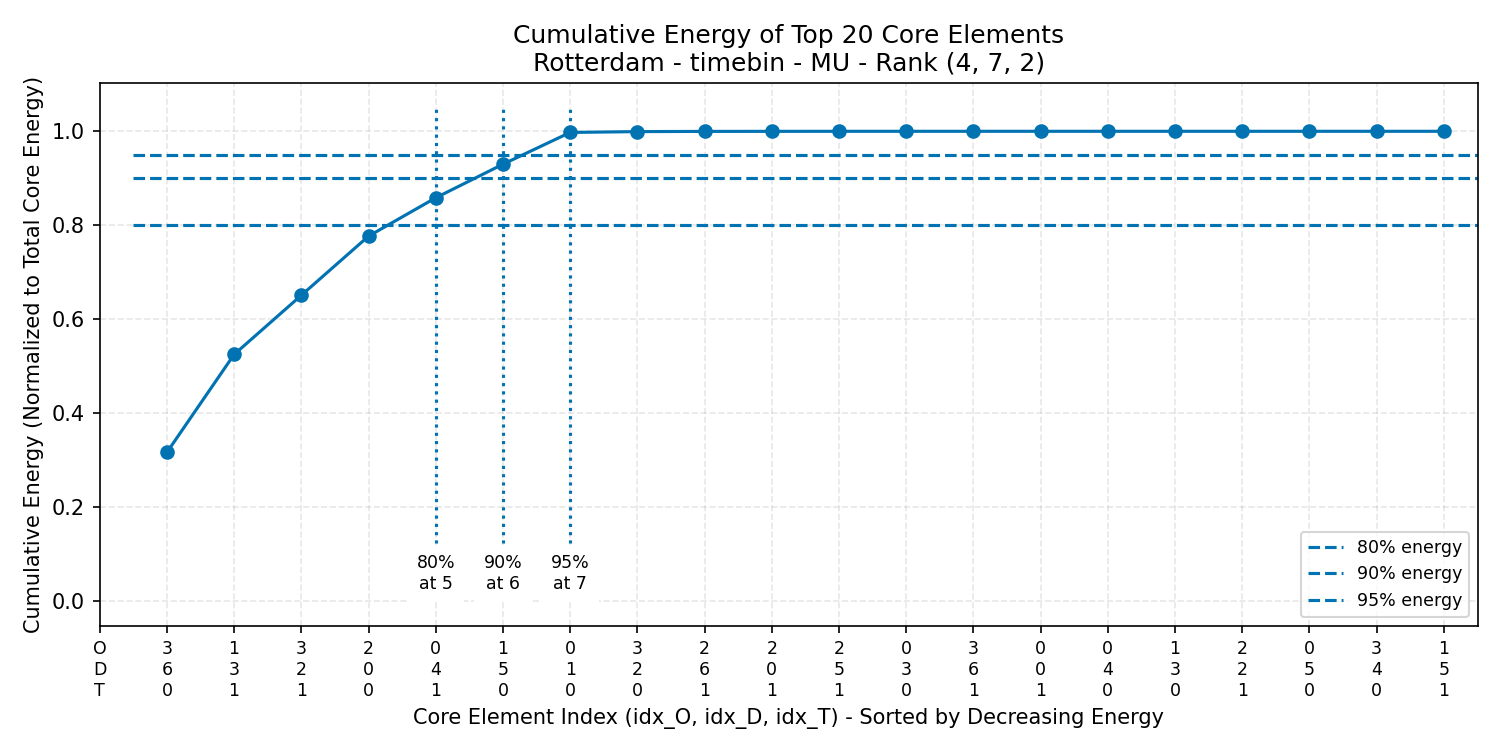 Cumulative Energy of Top 20 Core Elements
Rotterdam - timebin - MU - Rank (4, 7, 2)
Cumulative Energy (Normalized to Total Core Energy)
1.0
0.8
0.6
0.4
0.2
0.0
80% 90% 95%
at 5 at 6 at 7
80% energy
90% energy
95% energy
O 3 1 3 2 0 1 0 3 2 2 2 0 3 0 0 1 2 0 3 1
D 6 3 2 0 4 5 1 2 6 0 5 3 6 0 4 3 2 5 4 5
T 0 1 1 0 1 0 0 0 1 1 1 0 1 1 0 0 1 0 0 1
Core Element Index (idx_O, idx_D, idx_T) - Sorted by Decreasing Energy